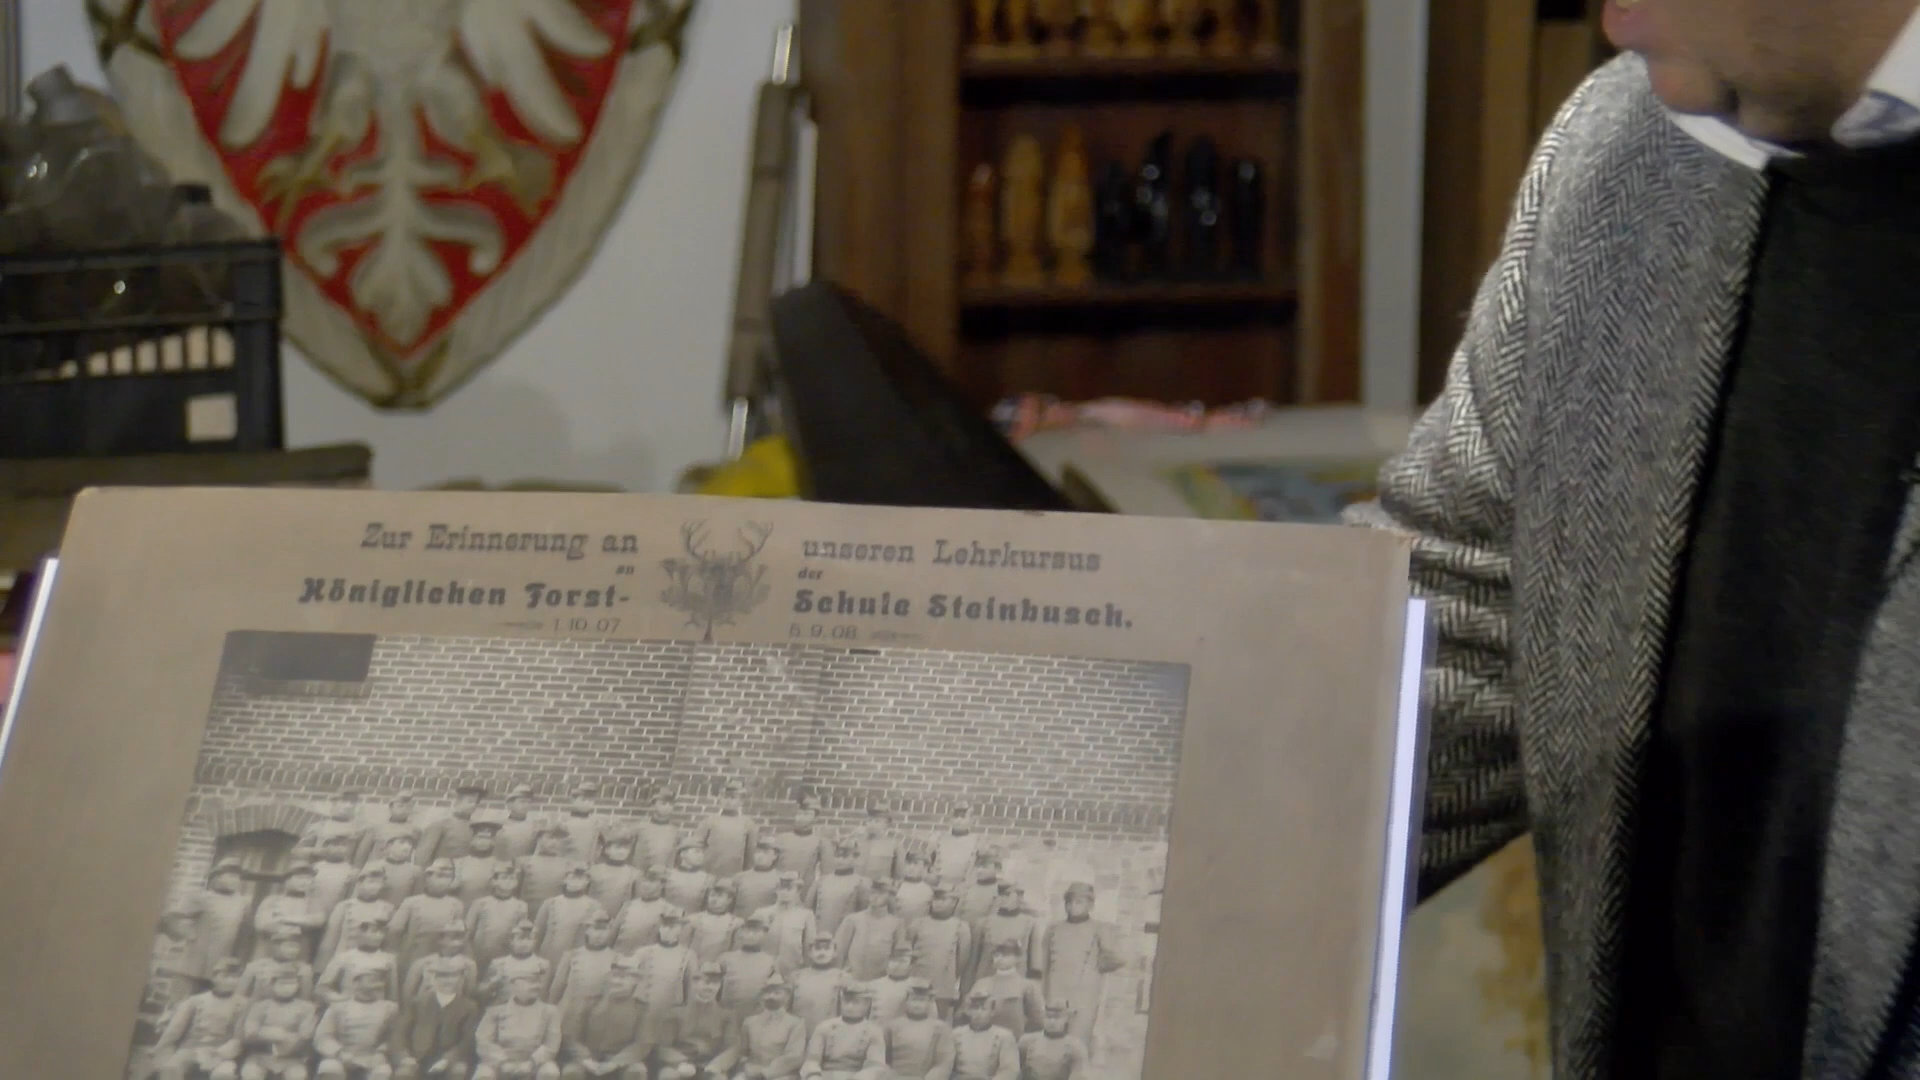 Zur Erinnerung an unseren Lehrkursus
an der
Königlichen Forst- Schule Steinbusch.
1.10.07 5.9.08